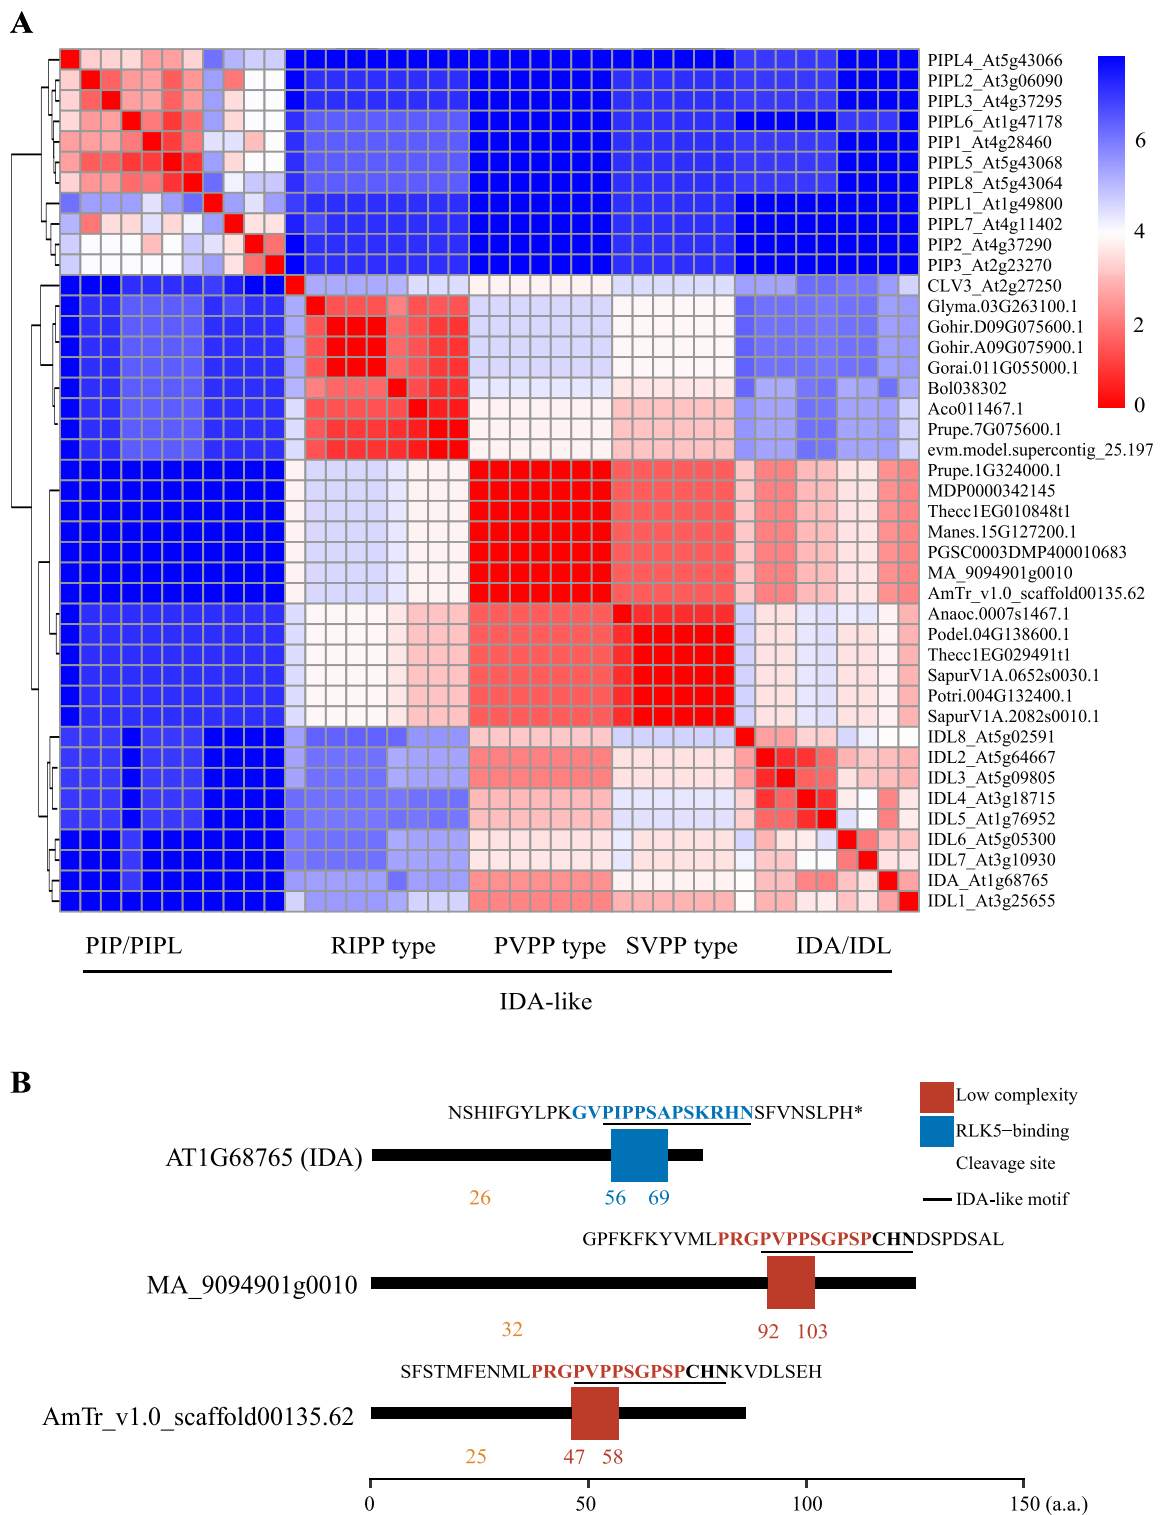 A
PIPL4_At5g43066
PIPL2_At3g06090
PIPL3_At4g37295
PIPL6_At1g47178
PIP1_At4g28460
PIPL5_At5g43068
PIPL8_At5g43064
PIPL1_At1g49800
PIPL7_At4g11402
PIP2_At4g37290
PIP3_At2g23270
CLV3_At2g27250
Glyma.03G263100.1
Gohir.D09G075600.1
Gohir.A09G075900.1
Gorai.011G055000.1
Bol038302
Aco011467.1
Prupe.7G075600.1
evm.model.supercontig_25.197
Prupe.1G324000.1
MDP0000342145
Thecc1EG010848t1
Manes.15G127200.1
PGSC0003DMP400010683
MA_9094901g0010
AmTr_v1.0_scaffold00135.62
Anaoc.0007s1467.1
Podel.04G138600.1
Thecc1EG029491t1
SapurV1A.0652s0030.1
Potri.004G132400.1
SapurV1A.2082s0010.1
IDL8_At5g02591
IDL2_At5g64667
IDL3_At5g09805
IDL4_At3g18715
IDL5_At1g76952
IDL6_At5g05300
IDL7_At3g10930
IDA_At1g68765
IDL1_At3g25655
6
4
2
0
PIP/PIPL RIPP type PVPP type SVPP type IDA/IDL
IDA-like
B
Low complexity
RLK5−binding
Cleavage site
IDA-like motif
NSHIFGYLPKGVPIPPSAPSKRHNSFVNSLPH*
AT1G68765 (IDA)
26 56 69
GPFKFKYVMLPRGPVPPSGPSPCHNDSPDSAL
MA_9094901g0010
32 92 103
SFSTMFENMLPRGPVPPSGPSPCHNKVDLSEH
AmTr_v1.0_scaffold00135.62
25 47 58
0 50 100 150 (a.a.)